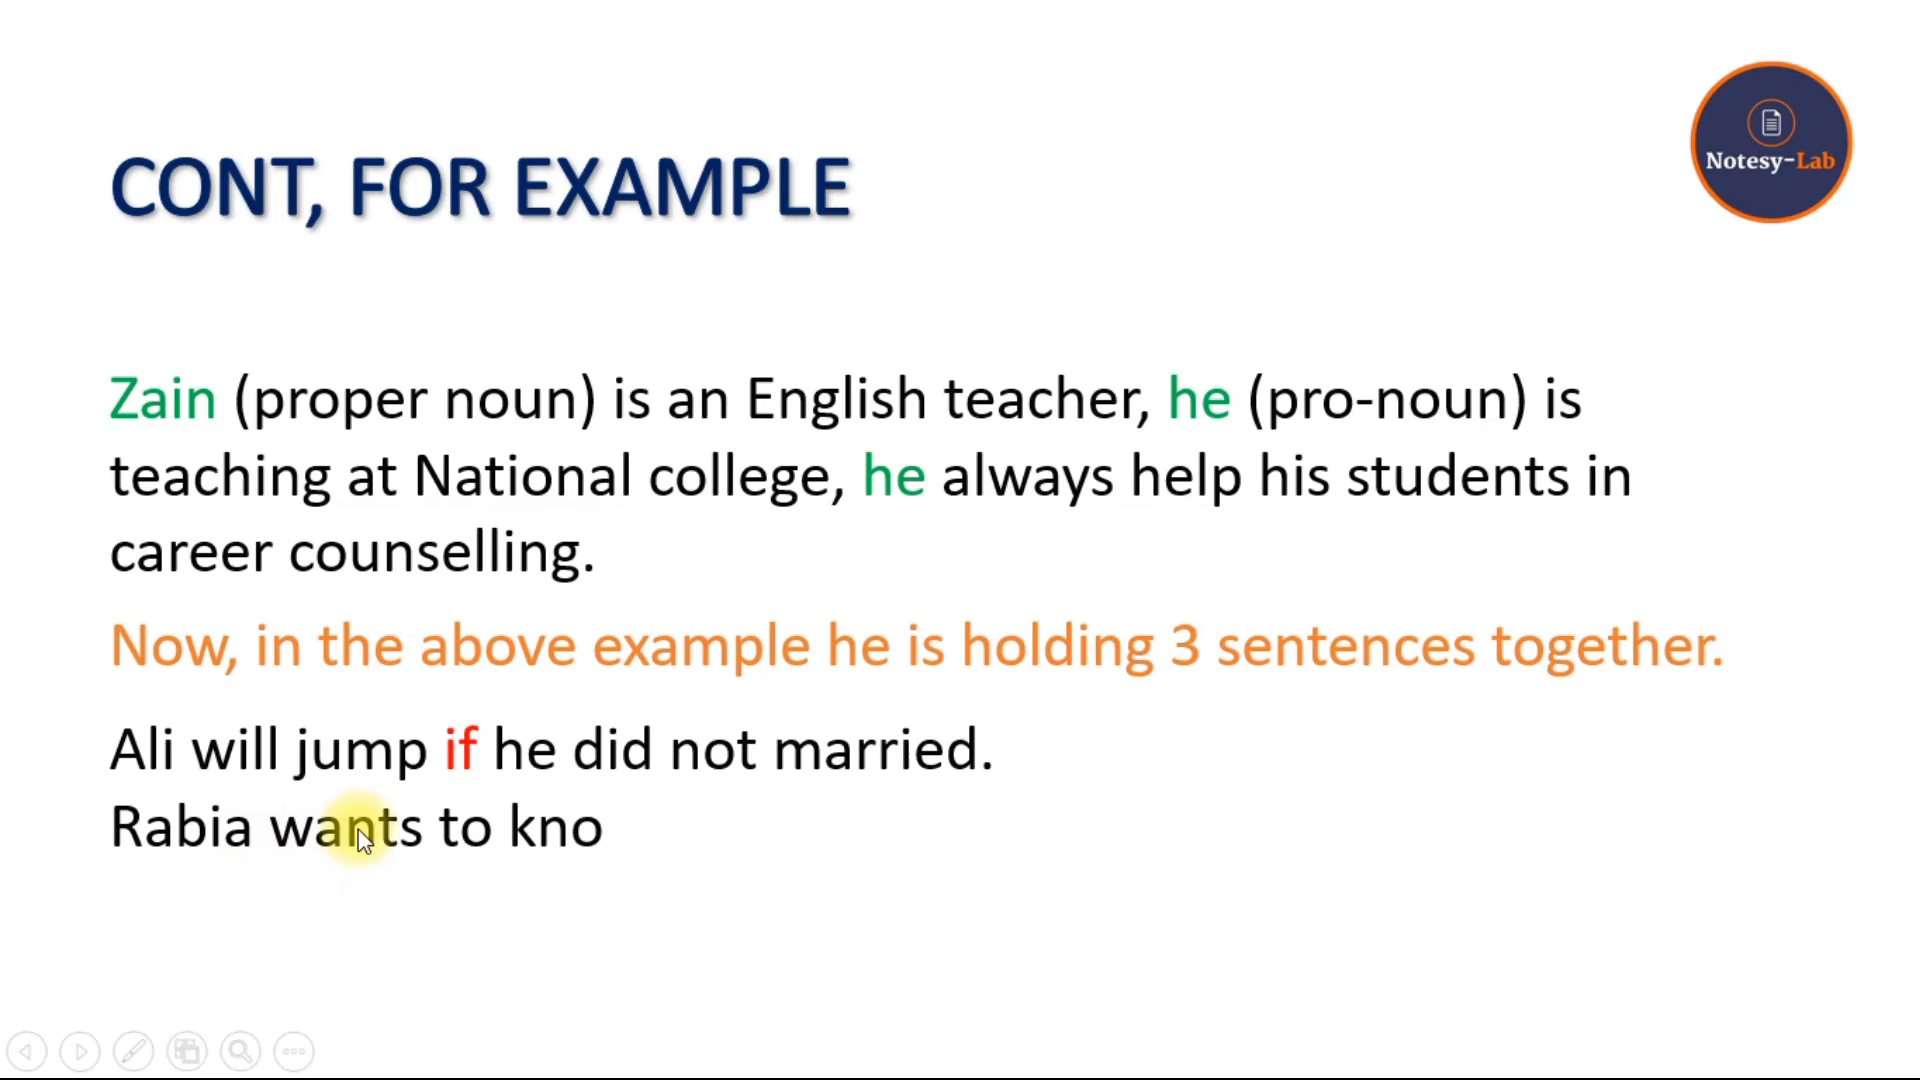 Notesy-Lab
CONT, FOR EXAMPLE
Zain (proper noun) is an English teacher, he (pro-noun) is
teaching at National college, he always help his students in
career counselling.
Now, in the above example he is holding 3 sentences together.
Ali will jump if he did not married.
Rabia wants to kno